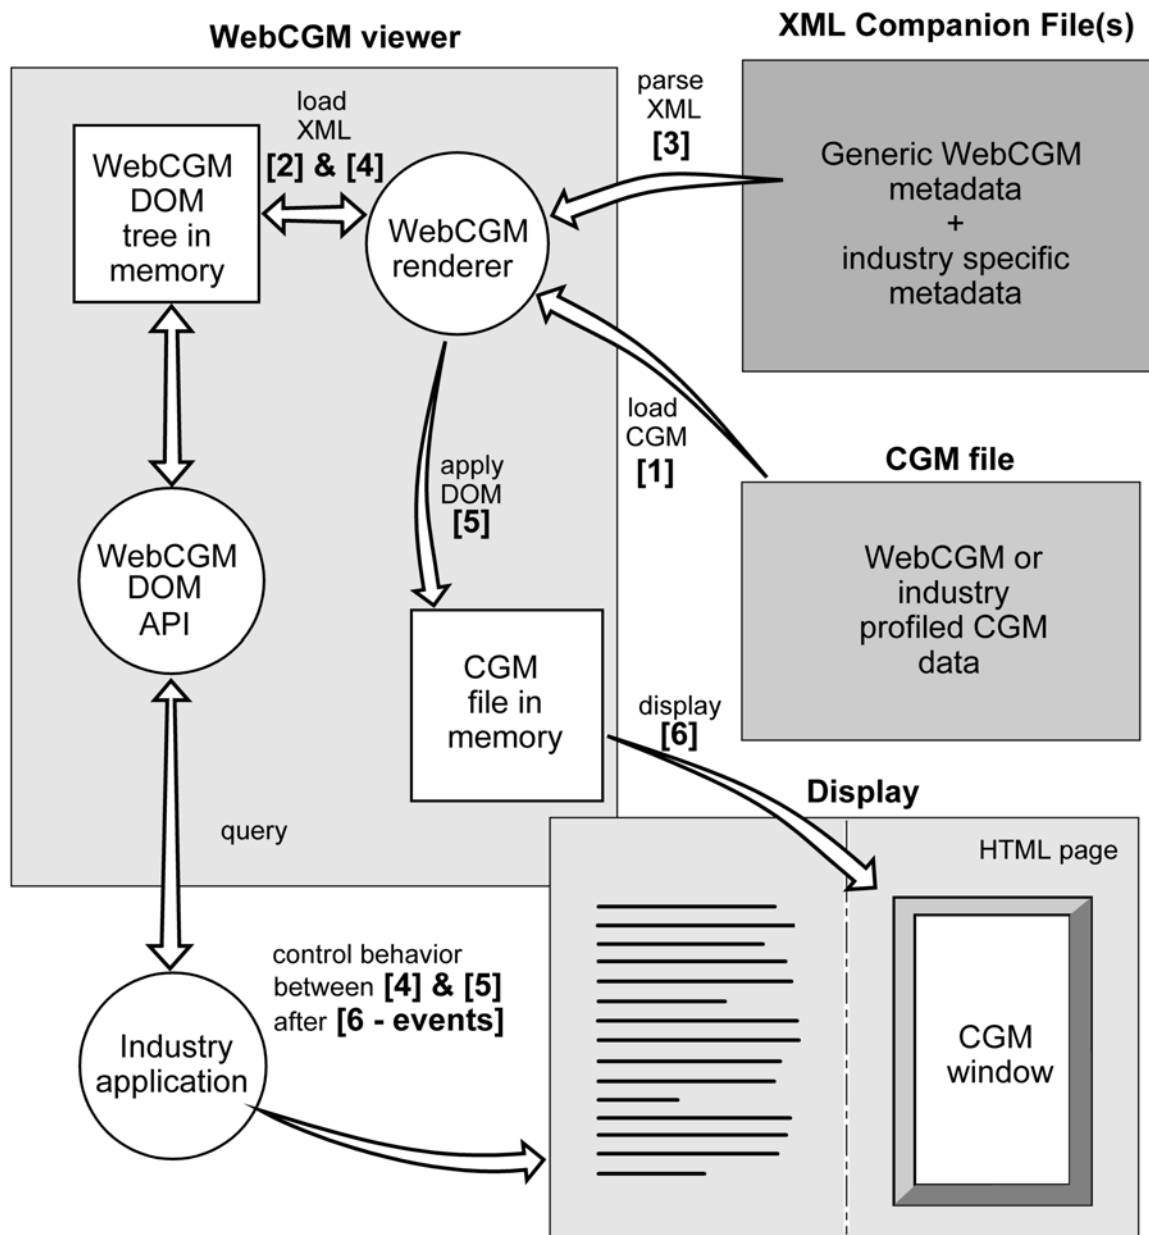 WebCGM viewer
XML Companion File(s)
load
XML
[2] & [4]
parse
XML
[3]
WebCGM
DOM
tree in
memory
WebCGM
renderer
Generic WebCGM
metadata
+
industry specific
metadata
load
CGM
[1]
apply
DOM
[5]
CGM file
WebCGM
DOM
API
WebCGM or
industry
profiled CGM
data
CGM
file in
memory
display
[6]
Display
query
HTML page
control behavior
between [4] & [5]
after [6 - events]
Industry
application
CGM
window